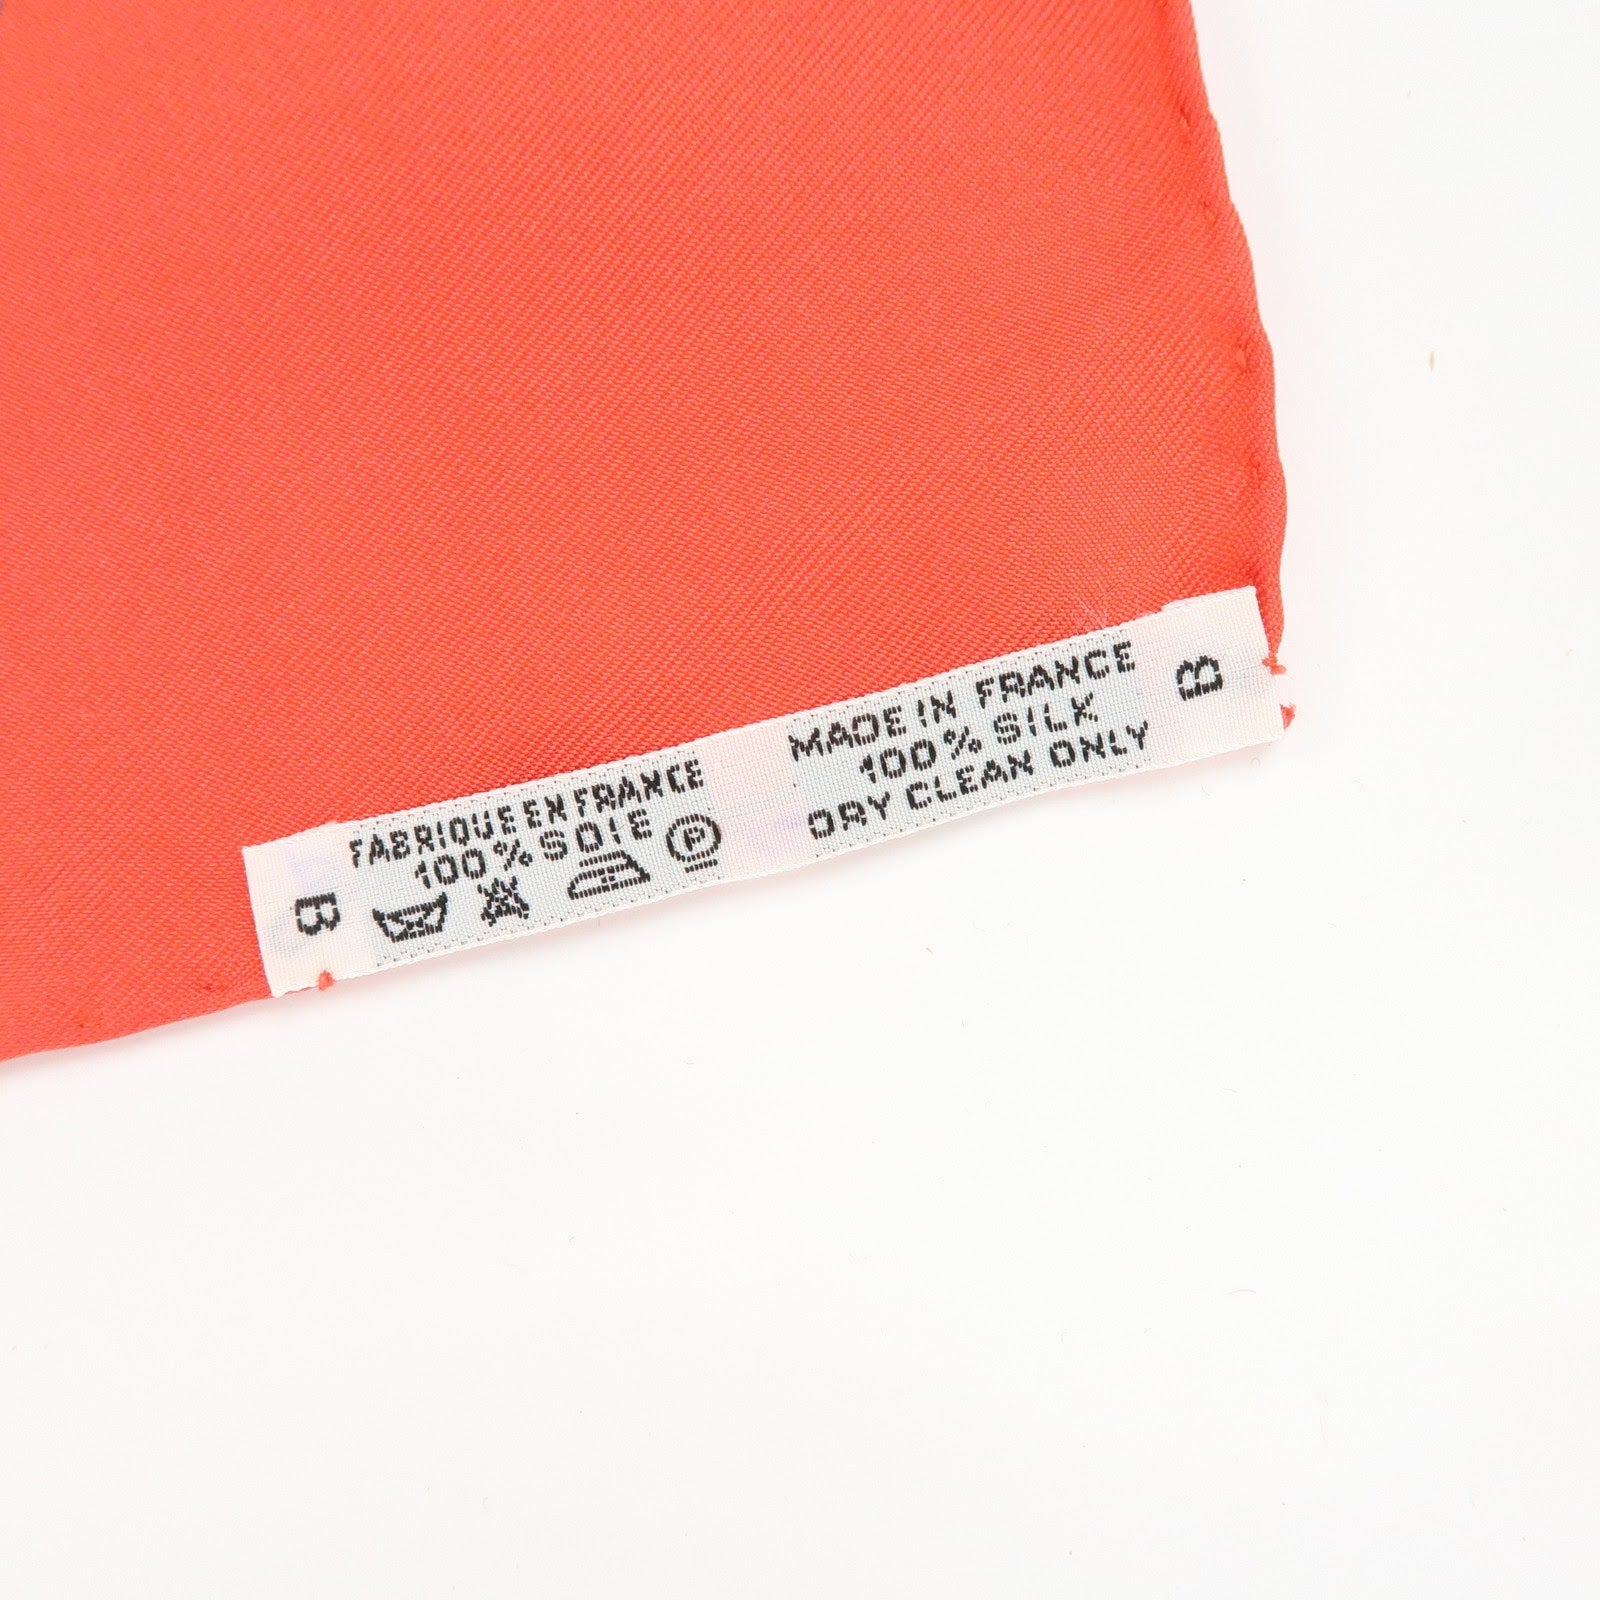 B
FABRIQUE EN FRANCE
100% SOIE
P
MADE IN FRANCE
100% SILK
DRY CLEAN ONLY
B